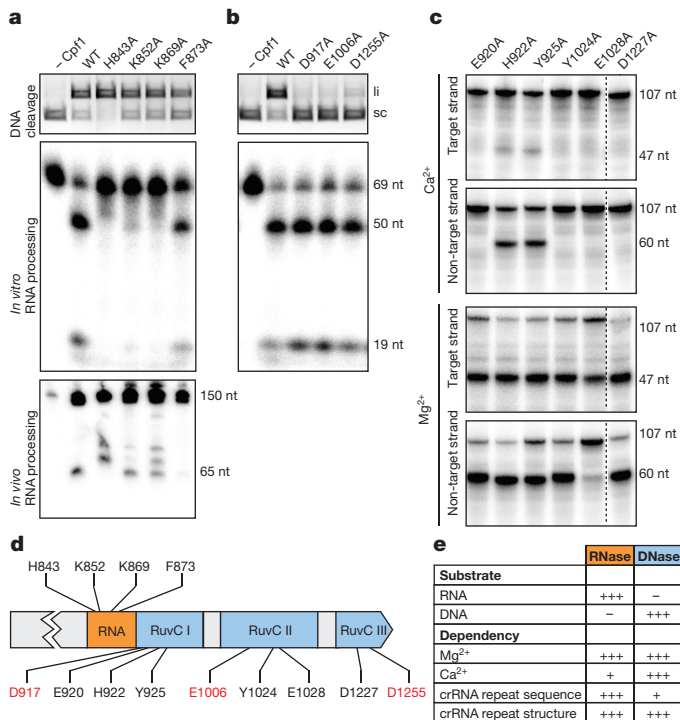 a
– Cpf1 WT H843A K852A K869A F873A
DNA cleavage
In vitro RNA processing
In vivo RNA processing
150 nt
65 nt
b
– Cpf1 WT D917A E1006A D1255A
li
sc
69 nt
50 nt
19 nt
c
E920A H922A Y925A Y1024A E1028A D1227A
Ca2+
Target strand
107 nt
47 nt
Non-target strand
107 nt
60 nt
Mg2+
Target strand
107 nt
47 nt
Non-target strand
107 nt
60 nt
d
H843 K852 K869 F873
RNA RuvC I RuvC II RuvC III
D917 E920 H922 Y925 E1006 Y1024 E1028 D1227 D1255
e
RNase DNase
Substrate
RNA +++ –
DNA – +++
Dependency
Mg2+ +++ +++
Ca2+ + +++
crRNA repeat sequence +++ +
crRNA repeat structure +++ +++